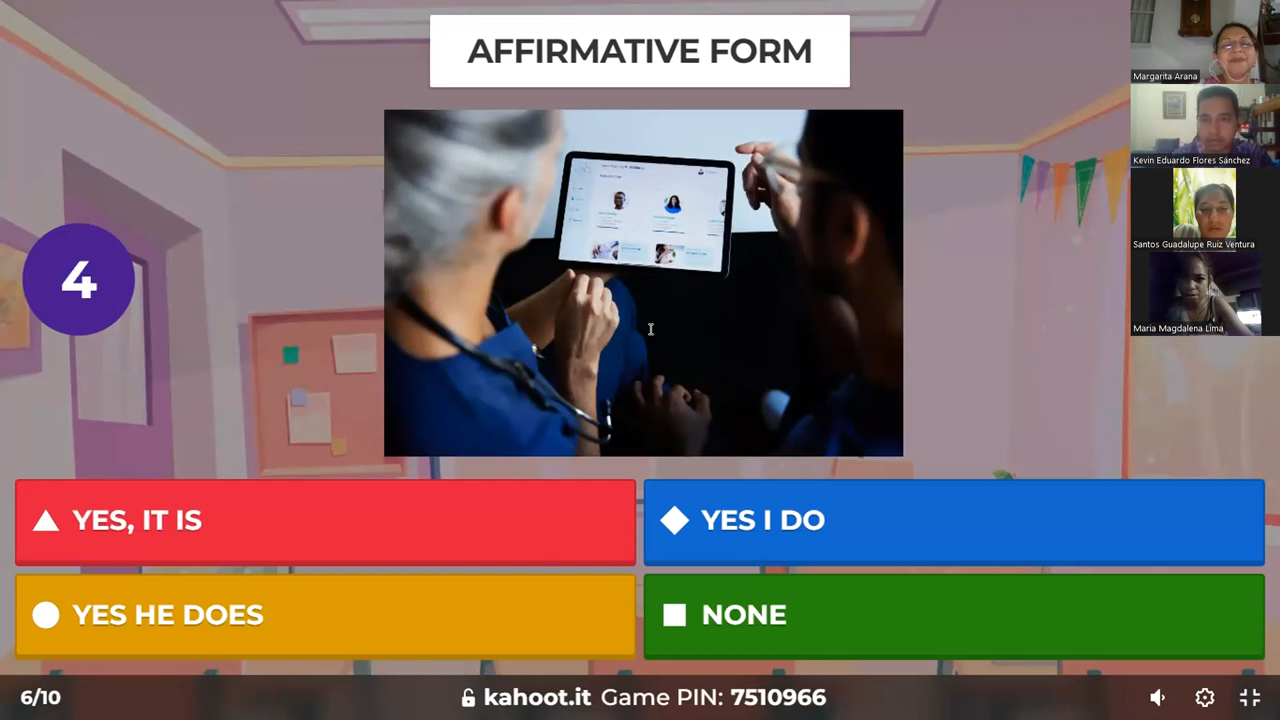 AFFIRMATIVE FORM
Margarita Arana
Kevin Eduardo Flores Sánchez
Santos Guadalupe Ruiz Ventura
Maria Magdalena Lima
4
YES, IT IS
YES I DO
YES HE DOES
NONE
6/10
kahoot.it Game PIN: 7510966